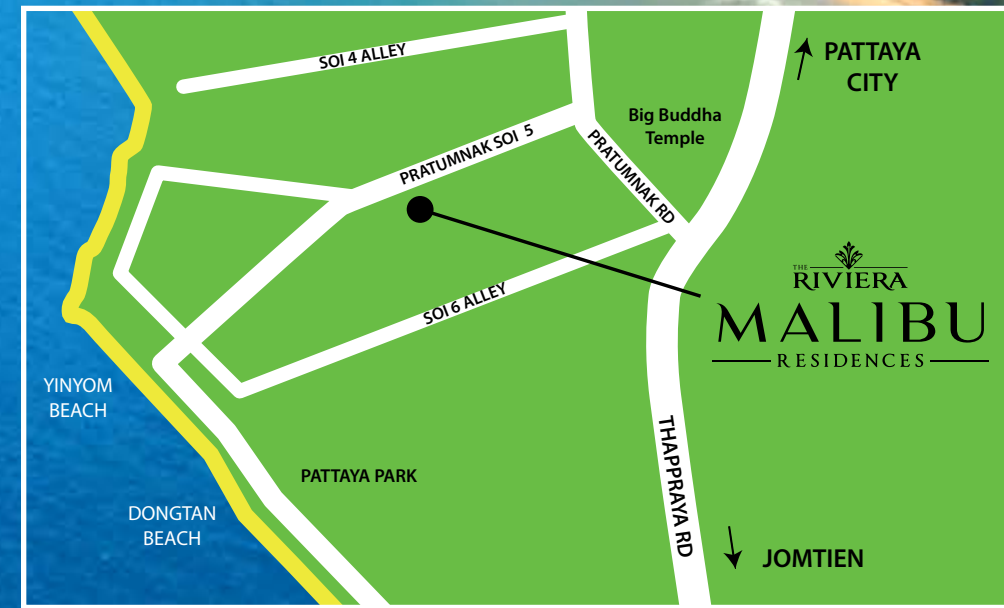 SOI 4 ALLEY
PATTAYA
CITY
Big Buddha
Temple
PRATUMNAK SOI 5
PRATUMNAK RD
THE
RIVIERA
MALIBU
RESIDENCES
SOI 6 ALLEY
YINYOM
BEACH
THAPPRAYA RD
PATTAYA PARK
DONGTAN
BEACH
JOMTIEN